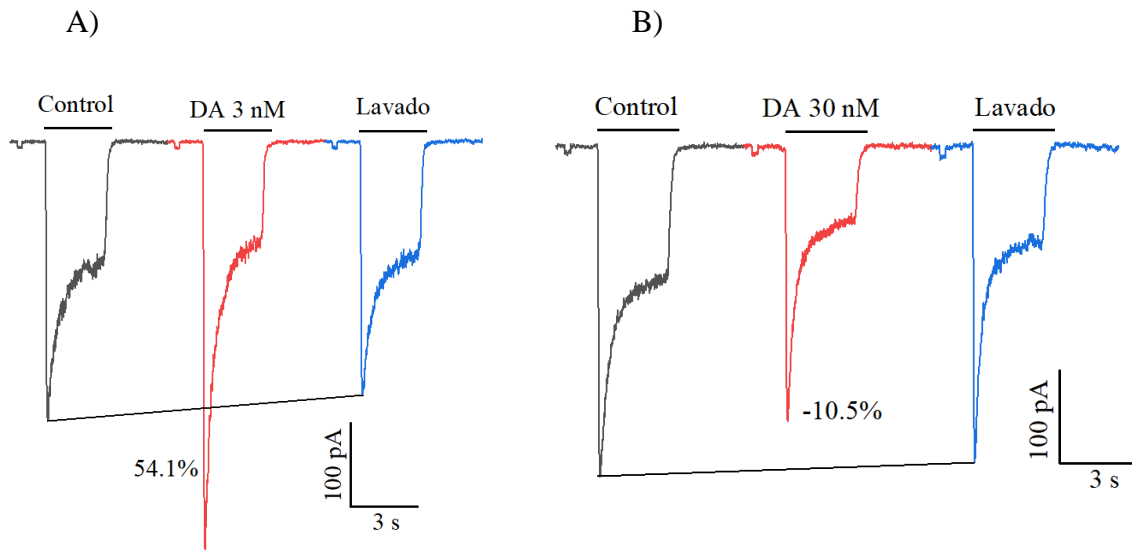 A)
Control
DA 3 nM
Lavado
54.1%
100 pA
3 s
B)
Control
DA 30 nM
Lavado
-10.5%
100 pA
3 s